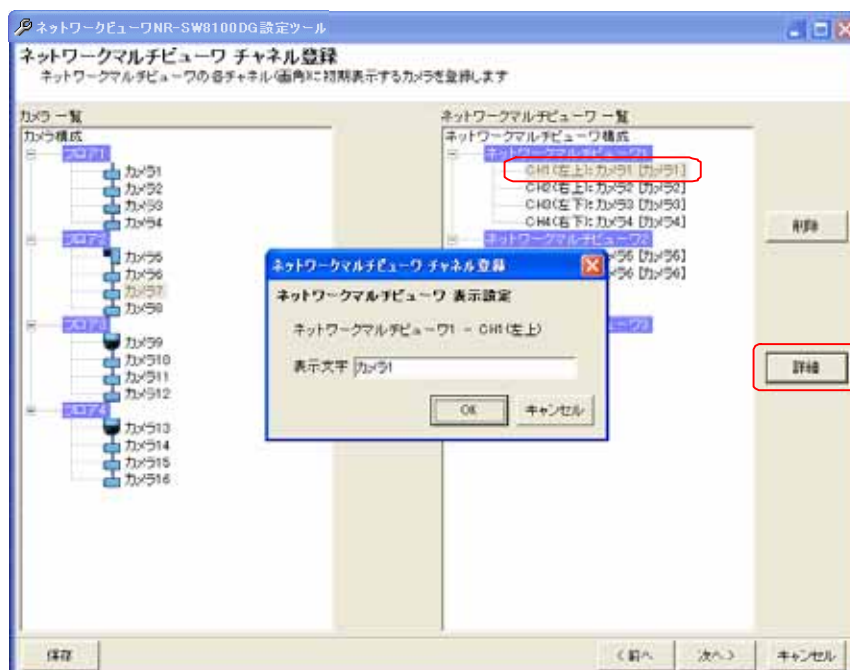 ネットワークビューワNR-SW8100DG設定ツール
ネットワークマルチビューワ チャネル登録
ネットワークマルチビューワの各チャネル(画角)に初期表示するカメラを登録します
カメラ一覧
カメラ構成
フロア1
カメラ1
カメラ2
カメラ3
カメラ4
フロア2
カメラ5
カメラ6
カメラ7
カメラ8
フロア3
カメラ9
カメラ10
カメラ11
カメラ12
フロア4
カメラ13
カメラ14
カメラ15
カメラ16
ネットワークマルチビューワ 一覧
ネットワークマルチビューワ構成
ネットワークマルチビューワ1
CH1(左上):カメラ1 [カメラ1]
CH2(右上):カメラ2 [カメラ2]
CH3(左下):カメラ3 [カメラ3]
CH4(右下):カメラ4 [カメラ4]
ネットワークマルチビューワ2
削除
詳細
ネットワークマルチビューワ チャネル登録
ネットワークマルチビューワ 表示設定
ネットワークマルチビューワ1 - CH1(左上)
表示文字 カメラ1
OK キャンセル
保存
<前へ 次へ> キャンセル